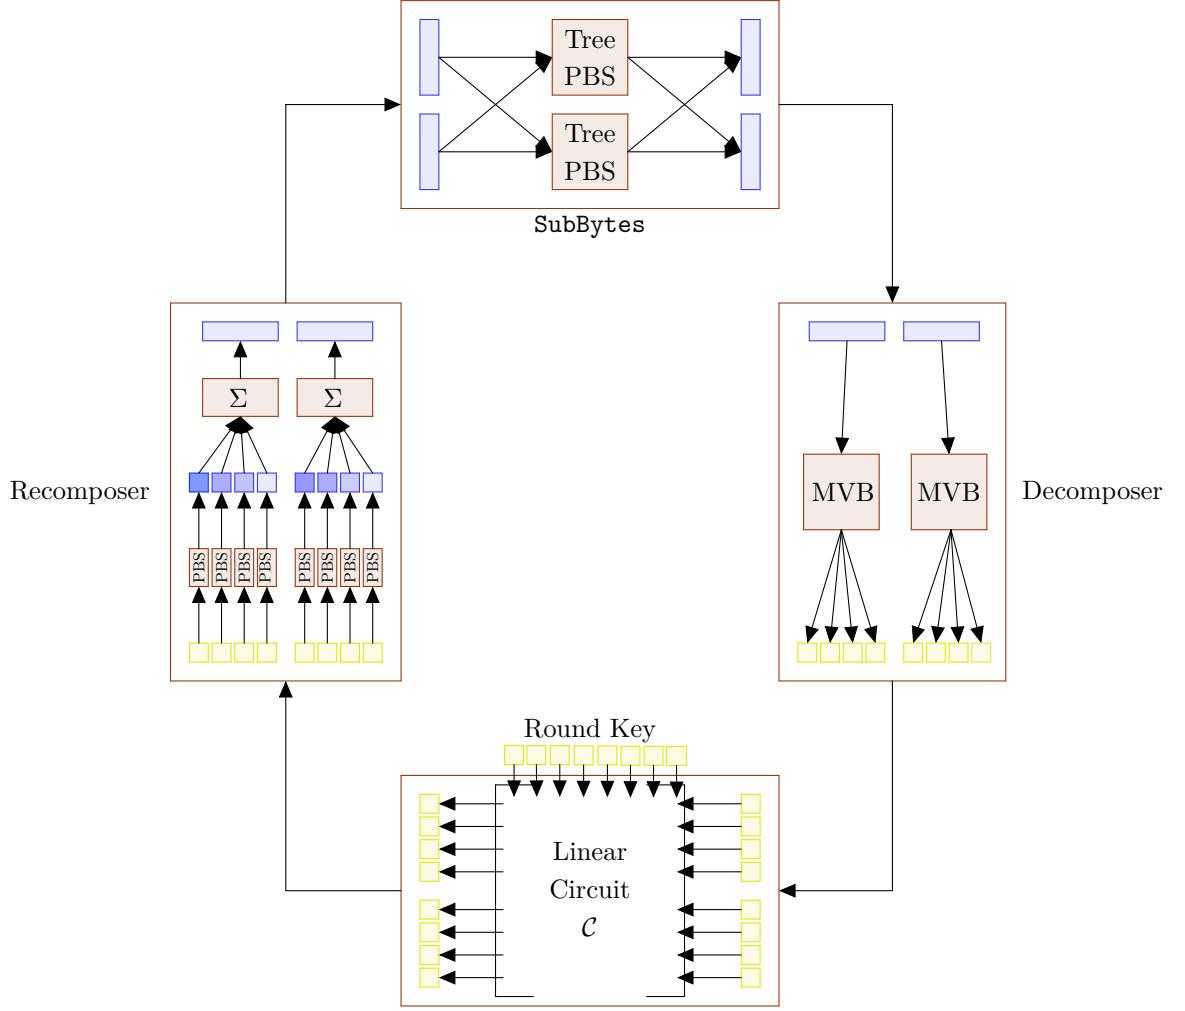 Tree
PBS
Tree
PBS
SubBytes
Σ
Σ
Recomposer
PBS
PBS
PBS
PBS
PBS
PBS
PBS
PBS
MVB
MVB
Decomposer
Round Key
Linear
Circuit
𝒞